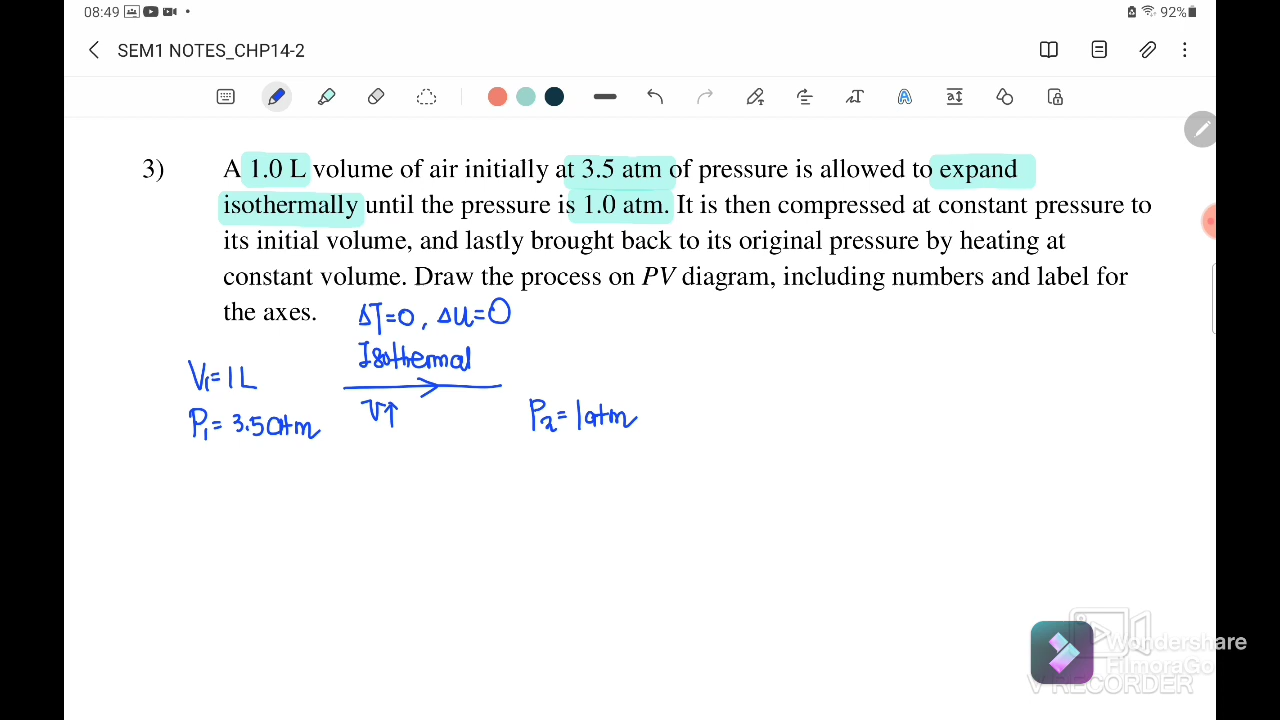 08:49
92%
SEM1 NOTES_CHP14-2
3) A 1.0 L volume of air initially at 3.5 atm of pressure is allowed to expand
isothermally until the pressure is 1.0 atm. It is then compressed at constant pressure to
its initial volume, and lastly brought back to its original pressure by heating at
constant volume. Draw the process on PV diagram, including numbers and label for
the axes.
ΔT=0, ΔU=0
Isothermal
V₁=1L
V↑
P₁=3.5atm
P₂=1atm
Wondershare
FilmoraGo
V RECORDER